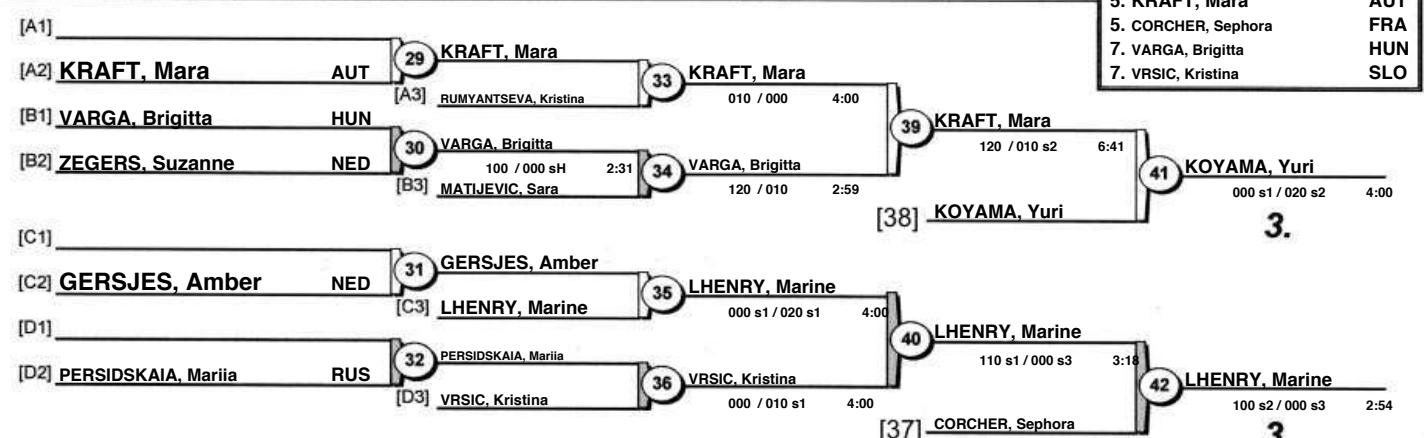 5. KRAFT, Mara AUT
5. CORCHER, Sephora FRA
7. VARGA, Brigitta HUN
7. VRSIC, Kristina SLO
[A1]
[A2] KRAFT, Mara AUT
29 KRAFT, Mara
[A3] RUMYANTSEVA, Kristina
33 KRAFT, Mara
010 / 000 4:00
[B1] VARGA, Brigitta HUN
[B2] ZEGERS, Suzanne NED
30 VARGA, Brigitta
100 / 000 sH 2:31
[B3] MATIJEVIC, Sara
34 VARGA, Brigitta
120 / 010 2:59
39 KRAFT, Mara
120 / 010 s2 6:41
[38] KOYAMA, Yuri
41 KOYAMA, Yuri
000 s1 / 020 s2 4:00
3.
[C1]
[C2] GERSJES, Amber NED
31 GERSJES, Amber
[C3] LHENRY, Marine
35 LHENRY, Marine
000 s1 / 020 s1 4:00
[D1]
[D2] PERSIDSKAIA, Mariia RUS
32 PERSIDSKAIA, Mariia
[D3] VRSIC, Kristina
36 VRSIC, Kristina
000 / 010 s1 4:00
40 LHENRY, Marine
110 s1 / 000 s3 3:18
[37] CORCHER, Sephora
42 LHENRY, Marine
100 s2 / 000 s3 2:54
3